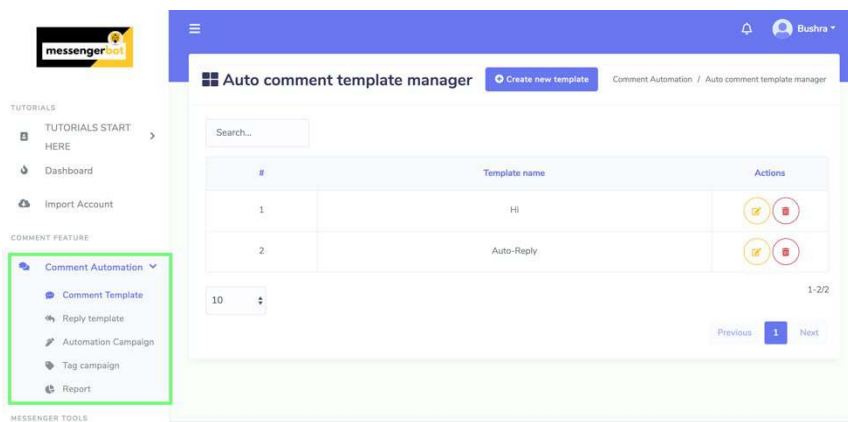 messengerbot
Bushra
Auto comment template manager
Create new template
Comment Automation / Auto comment template manager
TUTORIALS
TUTORIALS START
HERE
Dashboard
Import Account
COMMENT FEATURE
Comment Automation
Comment Template
Reply template
Automation Campaign
Tag campaign
Report
MESSENGER TOOLS
Search...
# Template name Actions
1 Hi
2 Auto-Reply
10
1-2/2
Previous 1 Next